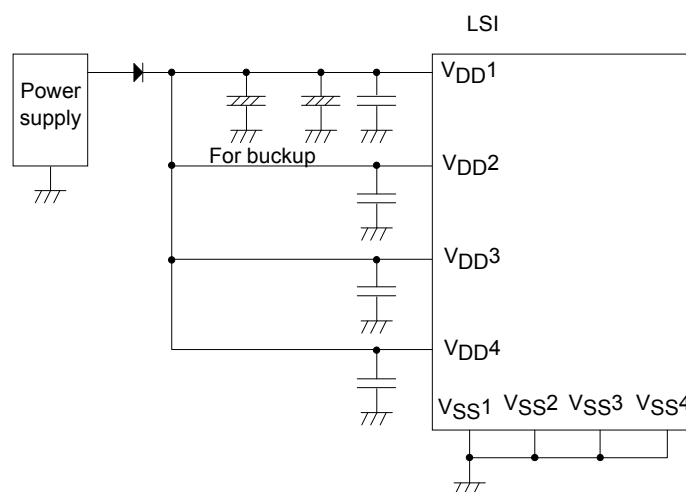 LSI
Power
supply
VDD1
For buckup
VDD2
VDD3
VDD4
VSS1 VSS2 VSS3 VSS4